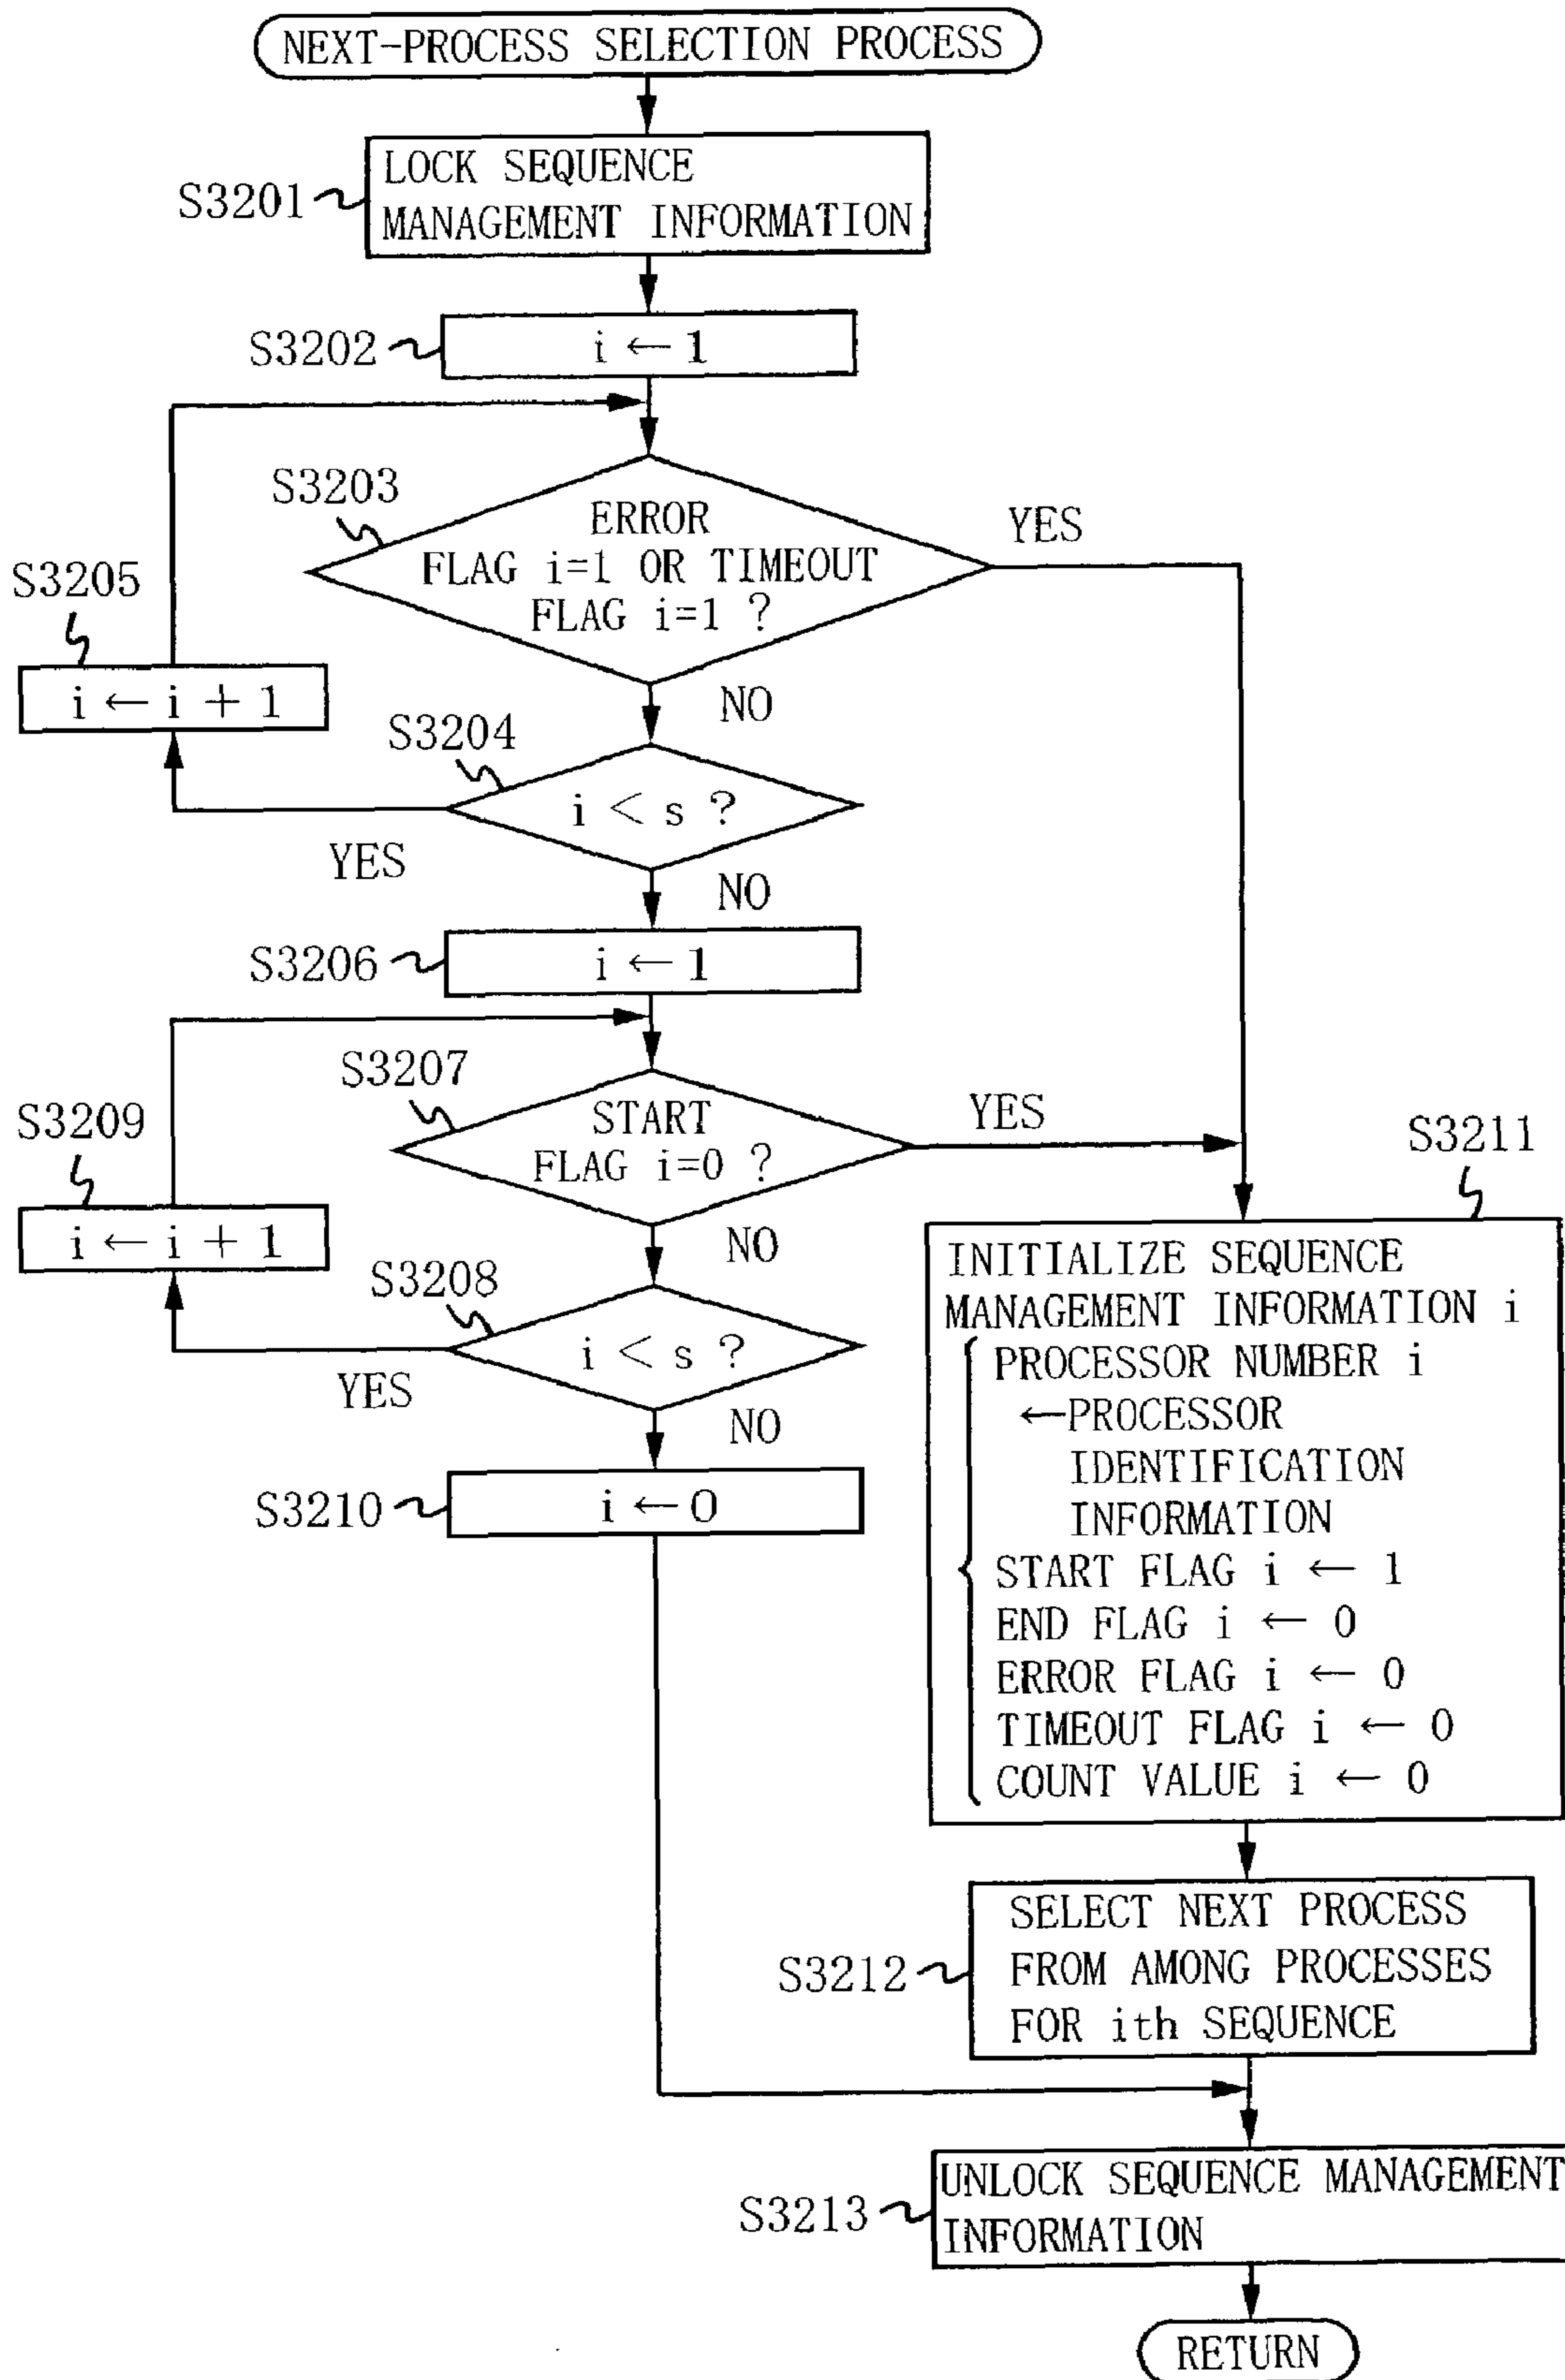 NEXT-PROCESS SELECTION PROCESS
S3201
LOCK SEQUENCE
MANAGEMENT INFORMATION
S3202
i ← 1
S3203
ERROR
FLAG i=1 OR TIMEOUT
FLAG i=1 ?
YES
NO
S3205
i ← i + 1
S3204
i < s ?
YES
NO
S3206
i ← 1
S3207
START
FLAG i=0 ?
YES
NO
S3209
i ← i + 1
S3208
i < s ?
YES
NO
S3210
i ← 0
S3211
INITIALIZE SEQUENCE
MANAGEMENT INFORMATION i
PROCESSOR NUMBER i
←PROCESSOR
IDENTIFICATION
INFORMATION
START FLAG i ← 1
END FLAG i ← 0
ERROR FLAG i ← 0
TIMEOUT FLAG i ← 0
COUNT VALUE i ← 0
S3212
SELECT NEXT PROCESS
FROM AMONG PROCESSES
FOR ith SEQUENCE
S3213
UNLOCK SEQUENCE MANAGEMENT
INFORMATION
RETURN